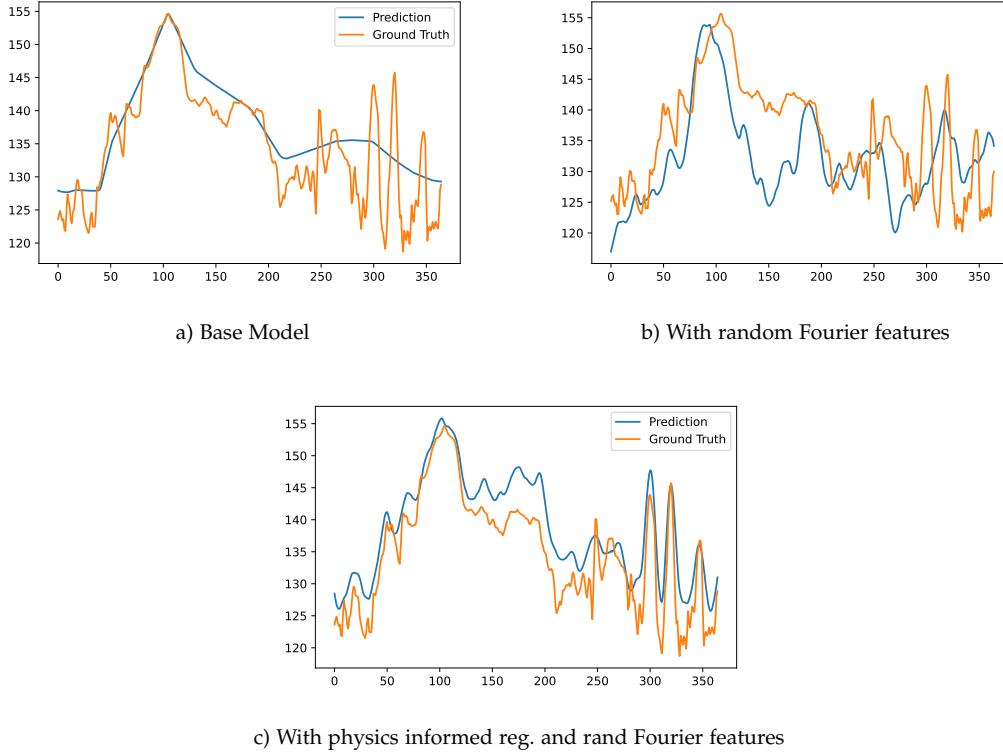 155
150
145
140
135
130
125
120
0 50 100 150 200 250 300 350
Prediction
Ground Truth
a) Base Model
155
150
145
140
135
130
125
120
0 50 100 150 200 250 300 350
b) With random Fourier features
155
150
145
140
135
130
125
120
0 50 100 150 200 250 300 350
Prediction
Ground Truth
c) With physics informed reg. and rand Fourier features